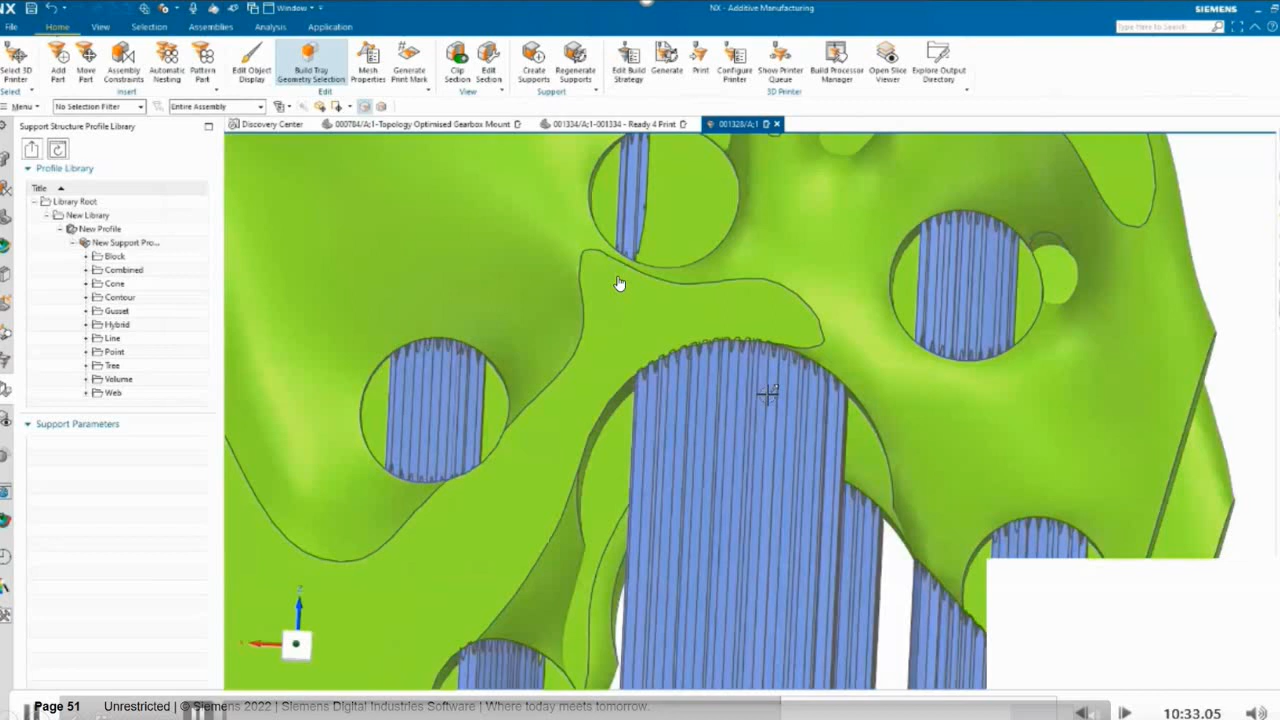 NX
Window
NX - Additive Manufacturing
SIEMENS
File Home View Selection Assemblies Analysis Application
Type Here to Search
Select 3D Printer
Add Part
Move Part
Assembly Constraints
Automatic Nesting
Pattern Part
Edit Object Display
Build Tray Geometry Selection
Mesh Properties
Generate Print Mark
Clip Section
Edit Section
Create Supports
Regenerate Supports
Edit Build Strategy
Generate
Print
Configure Printer
Show Printer Queue
Build Processor Manager
Open Slice Viewer
Explore Output Directory
Select Insert Edit View Support 3D Printer
Menu No Selection Filter Entire Assembly
Support Structure Profile Library
Discovery Center 000784/A;1-Topology Optimised Gearbox Mount 001334/A;1-001334 - Ready 4 Print 001328/A;1
Profile Library
Title
Library Root
New Library
New Profile
New Support Pro...
Block
Combined
Cone
Contour
Gusset
Hybrid
Line
Point
Tree
Volume
Web
Support Parameters
Page 51 Unrestricted | © Siemens 2022 | Siemens Digital Industries Software | Where today meets tomorrow.
10:33.05